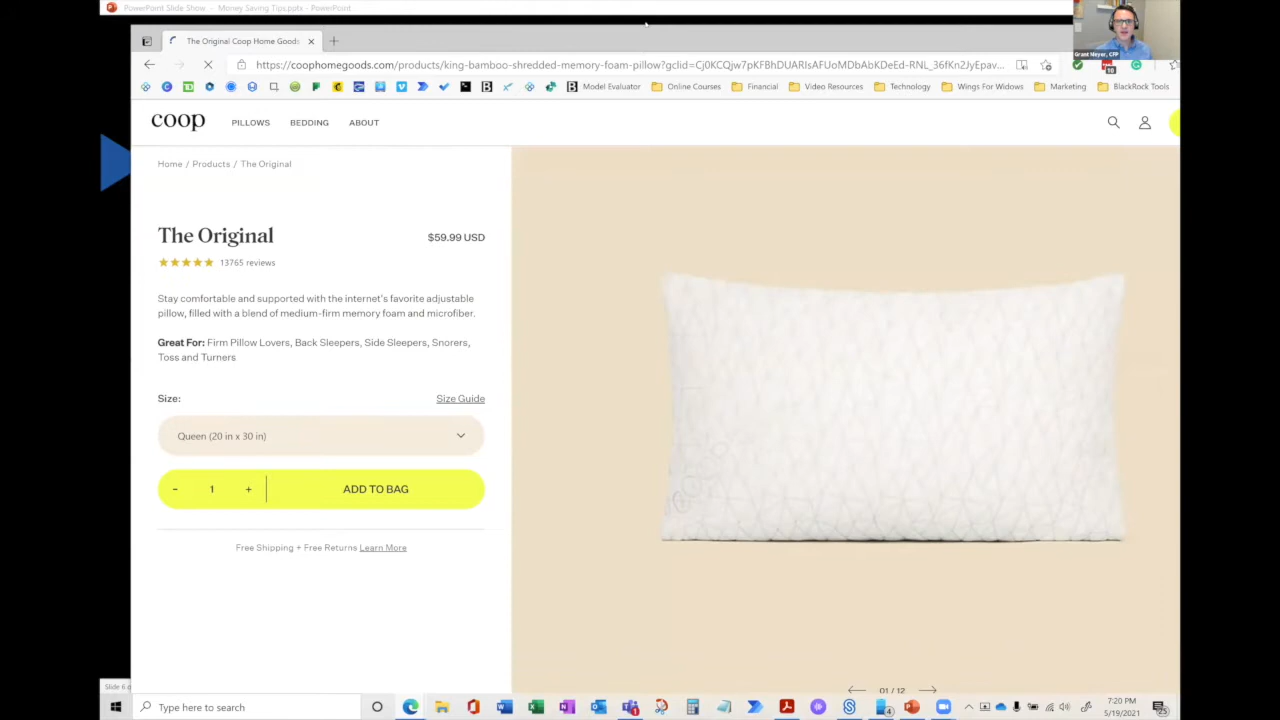 PowerPoint Slide Show - Money Saving Tips.pptx - PowerPoint
The Original Coop Home Goods
Grant Meyer, CFP
https://coophomegoods.com/products/king-bamboo-shredded-memory-foam-pillow?gclid=
Model Evaluator
Online Courses
Financial
Video Resources
Technology
Wings For Widows
Marketing
BlackRock Tools
coop
PILLOWS
BEDDING
ABOUT
Home / Products / The Original
The Original
$59.99 USD
13765 reviews
Stay comfortable and supported with the internet's favorite adjustable
pillow, filled with a blend of medium-firm memory foam and microfiber.
Great For: Firm Pillow Lovers, Back Sleepers, Side Sleepers, Snorers,
Toss and Turners
Size:
Size Guide
Queen (20 in x 30 in)
- 1 +
ADD TO BAG
Free Shipping + Free Returns Learn More
01 / 12
Slide 6 o
Type here to search
7:20 PM
5/19/2021